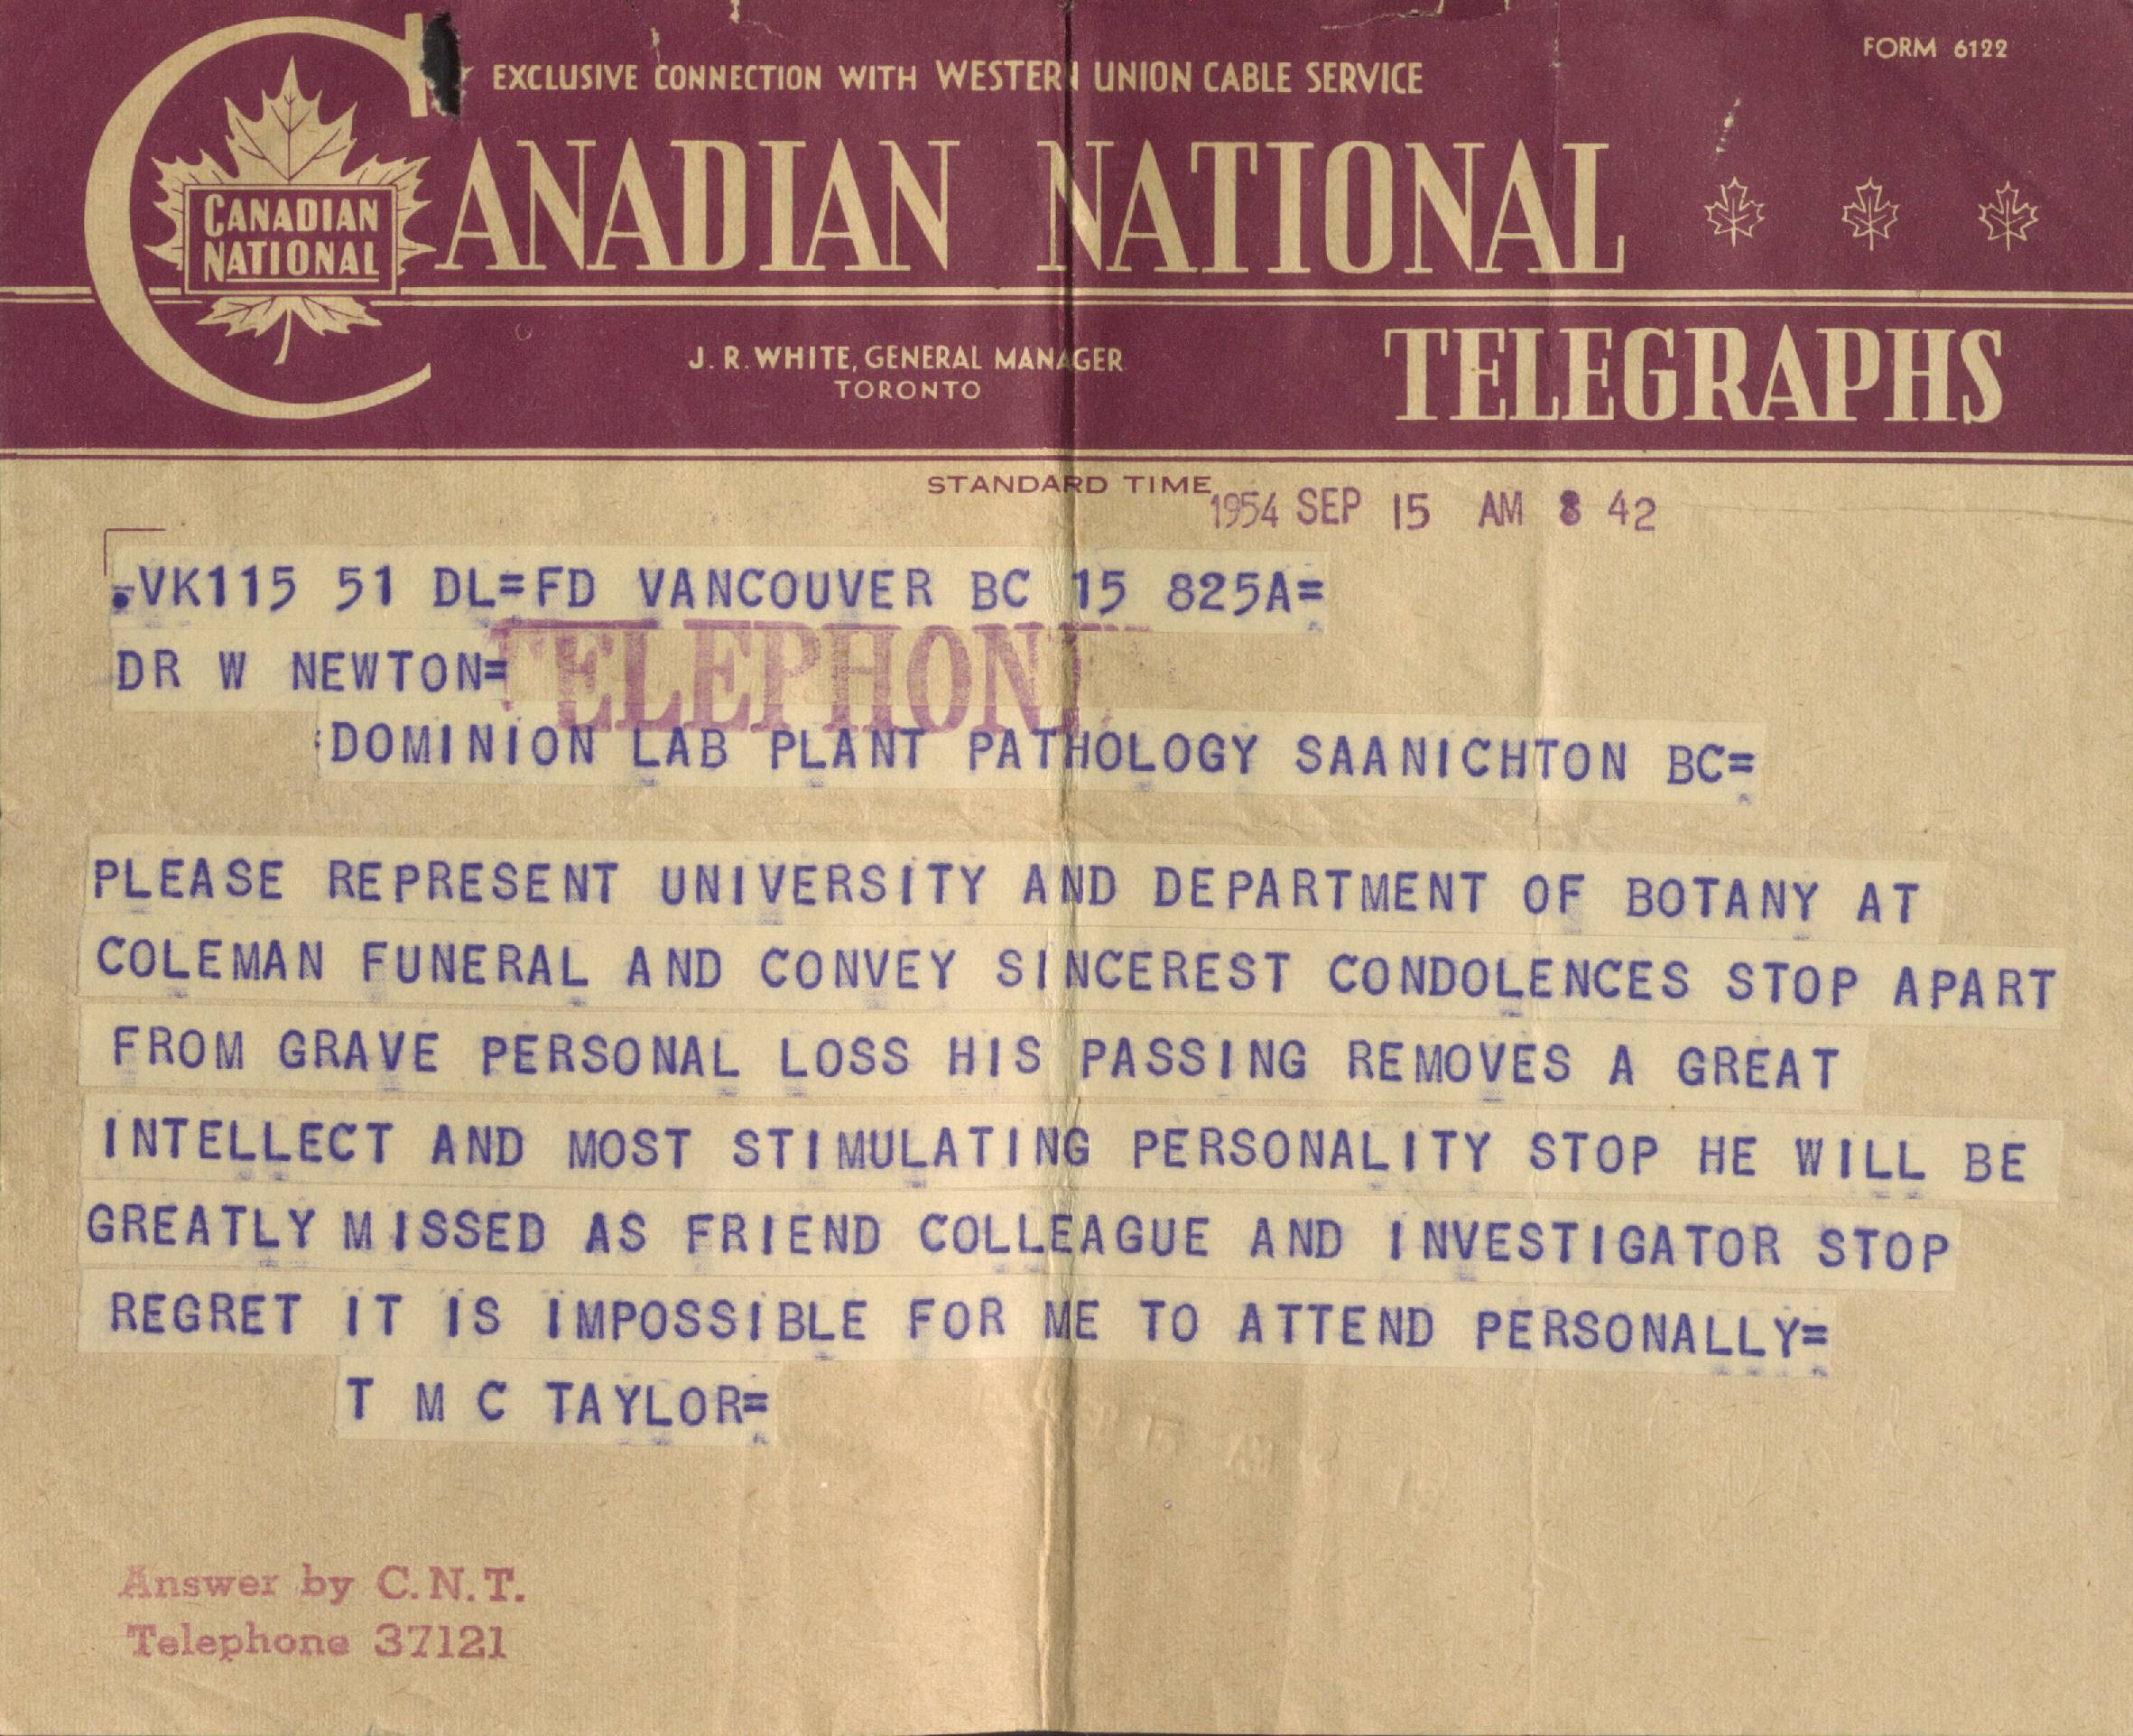 EXCLUSIVE CONNECTION WITH WESTERN UNION CABLE SERVICE
FORM 6122
CANADIAN NATIONAL
CANADIAN
NATIONAL
TELEGRAPHS
J. R. WHITE, GENERAL MANAGER
TORONTO
STANDARD TIME
1954 SEP 15 AM 8 42
VK115 51 DL=FD VANCOUVER BC 15 825A=
DR W NEWTON=
TELEPHONE
DOMINION LAB PLANT PATHOLOGY SAANICHTON BC=
PLEASE REPRESENT UNIVERSITY AND DEPARTMENT OF BOTANY AT
COLEMAN FUNERAL AND CONVEY SINCEREST CONDOLENCES STOP APART
FROM GRAVE PERSONAL LOSS HIS PASSING REMOVES A GREAT
INTELLECT AND MOST STIMULATING PERSONALITY STOP HE WILL BE
GREATLY MISSED AS FRIEND COLLEAGUE AND INVESTIGATOR STOP
REGRET IT IS IMPOSSIBLE FOR ME TO ATTEND PERSONALLY=
T M C TAYLOR=
Answer by C.N.T.
Telephone 37121